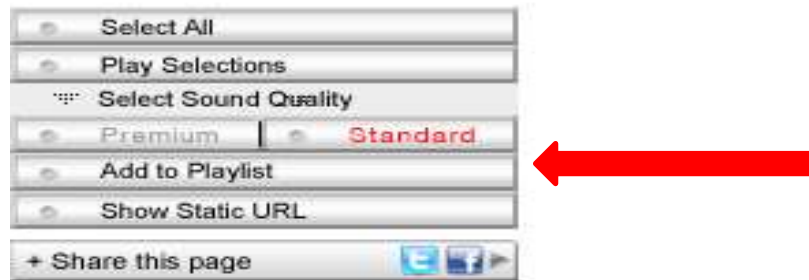 Select All
Play Selections
Select Sound Quality
Premium Standard
Add to Playlist
Show Static URL
+ Share this page